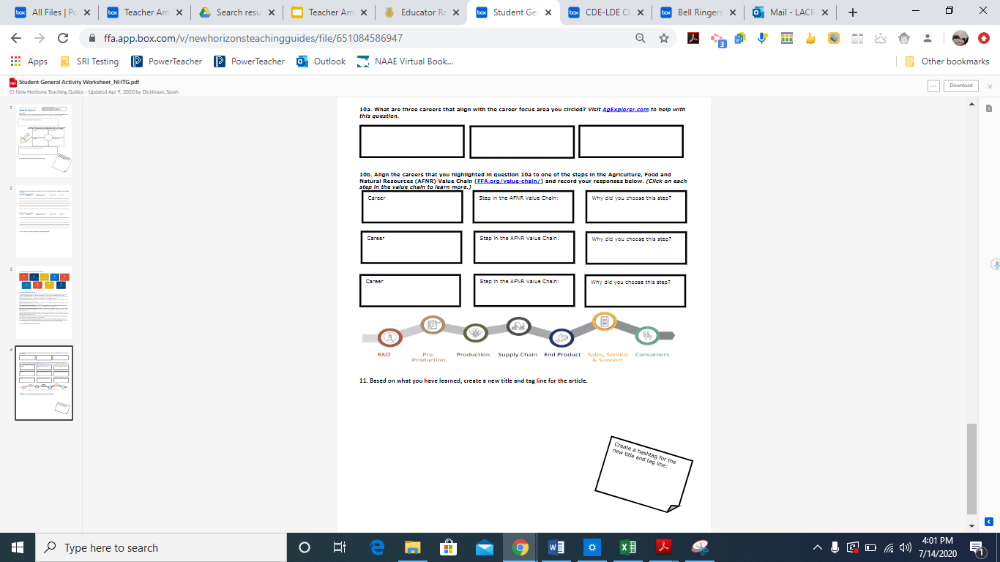 All Files | Po
Teacher Am
Search resu
Teacher Am
Educator Re
Student Ge
CDE-LDE C
Bell Ringers
Mail - LACR
ffa.app.box.com/v/newhorizonsteachingguides/file/651084586947
3
Apps
SRI Testing
PowerTeacher
PowerTeacher
Outlook
NAAE Virtual Book...
Other bookmarks
Student General Activity Worksheet_NHTG.pdf
New Horizons Teaching Guides - Updated Apr 9, 2020 by Dickinson, Sarah
Download
1
2
3
4
10a. What are three careers that align with the career focus area you circled? Visit AgExplorer.com to help with
this question.
10b. Align the careers that you highlighted in question 10a to one of the steps in the Agriculture, Food and
Natural Resources (AFNR) Value Chain (FFA.org/value-chain/) and record your responses below. (Click on each
step in the value chain to learn more.)
Career
Step in the AFNR Value Chain:
Why did you choose this step?
Career
Step in the AFNR Value Chain:
Why did you choose this step?
Career
Step in the AFNR Value Chain:
Why did you choose this step?
R&D
Pre-
Production
Production
Supply Chain
End Product
Sales, Service
& Support
Consumers
11. Based on what you have learned, create a new title and tag line for the article.
Create a hashtag for the
new title and tag line:
Type here to search
4:01 PM
7/14/2020
1